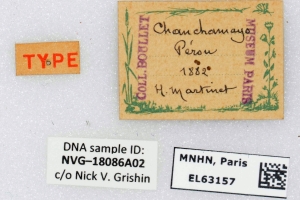 TYPE
COLL. BOULLET
Chanchamayo
Pérou
1882
H. Martinet
MUSEUM PARIS
DNA sample ID:
NVG–18086A02
c/o Nick V. Grishin
MNHN, Paris
EL63157